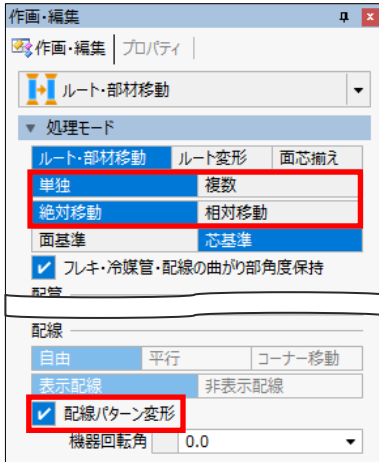 作画・編集
作画・編集 プロパティ
ルート・部材移動
処理モード
ルート・部材移動 ルート変形 面芯揃え
単独 複数
絶対移動 相対移動
面基準 芯基準
フレキ・冷媒管・配線の曲がり部角度保持
配管
配線
自由 平行 コーナー移動
表示配線 非表示配線
配線パターン変形
機器回転角 0.0